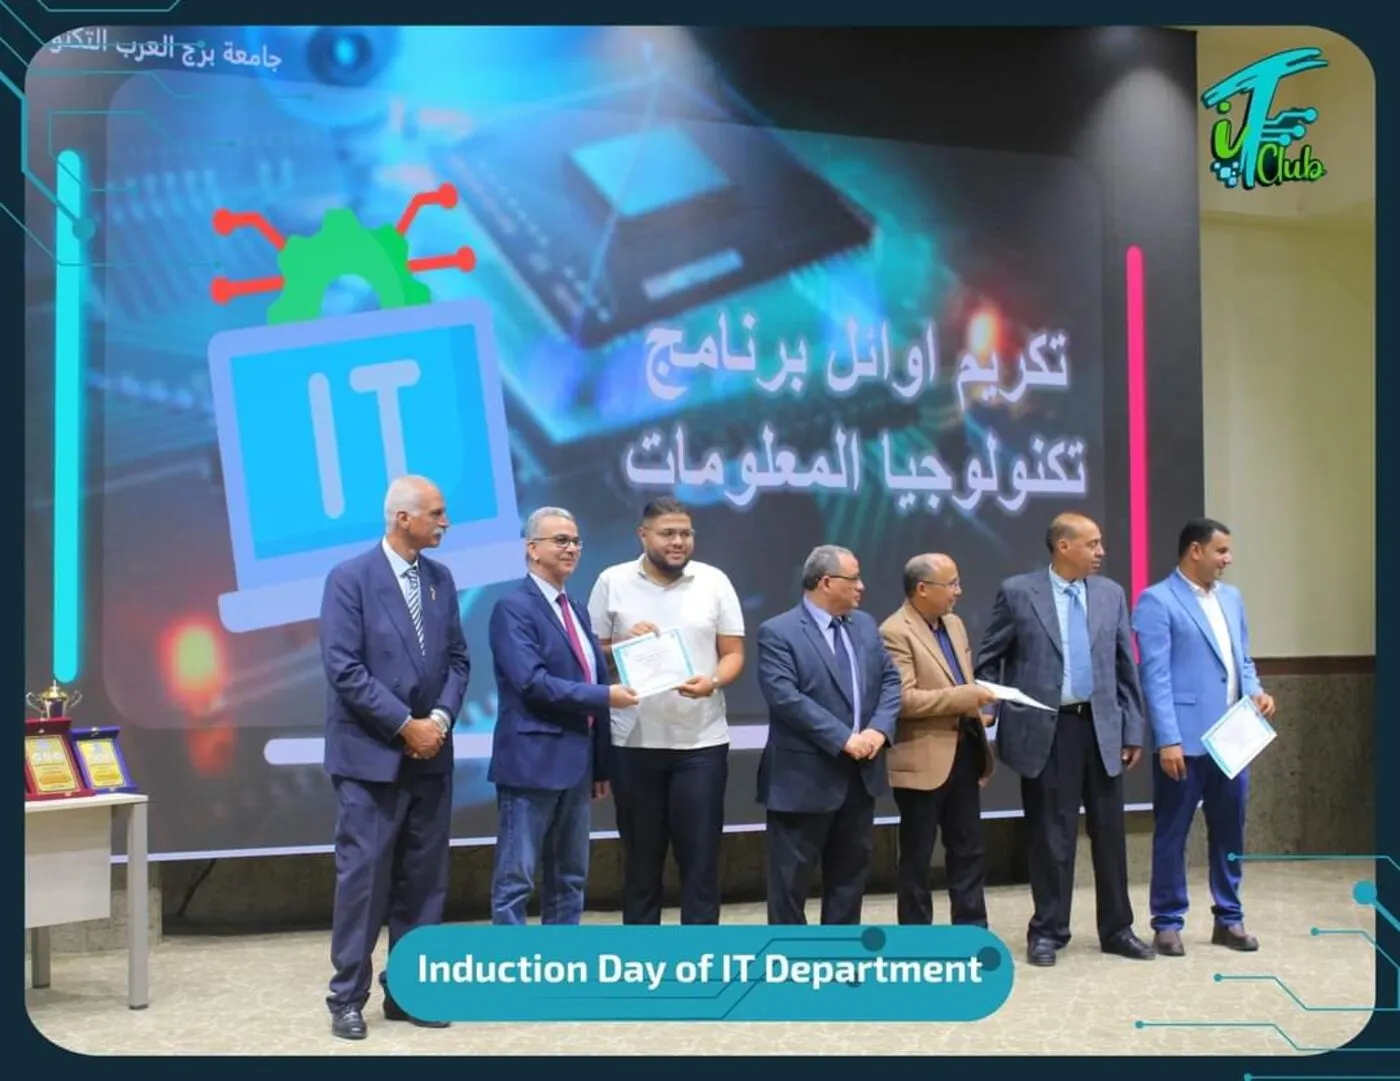 جامعة برج العرب التكنو
iT
Club
IT
تكريم اوائل برنامج
تكنولوجيا المعلومات
Induction Day of IT Department